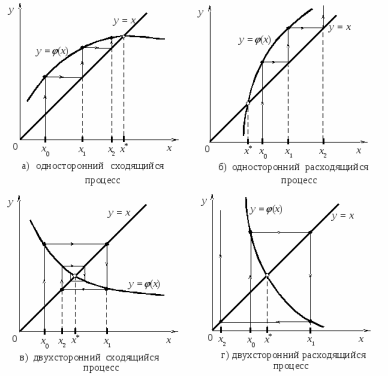 y
y = x
y = φ(x)
0 x₀ x₁ x₂ x* x
а) односторонний сходящийся
процесс
y
y = φ(x)
y = x
0 x* x₀ x₁ x₂ x
б) односторонний расходящийся
процесс
y
y = x
y = φ(x)
0 x₀ x₂ x* x₁ x
в) двухсторонний сходящийся
процесс
y
y = φ(x)
y = x
0 x₂ x₀ x* x₁ x
г) двухсторонний расходящийся
процесс